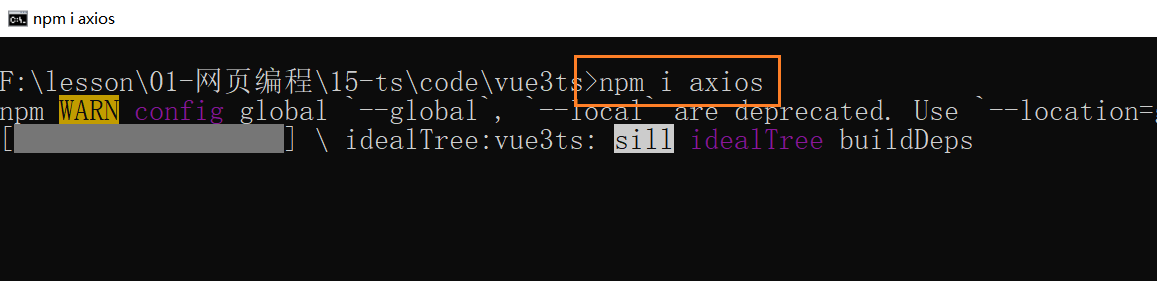 npm i axios
F:\lesson\01-网页编程\15-ts\code\vue3ts>npm i axios
npm WARN config global `--global`, `--local` are deprecated. Use `--location=g
[                  ] \ idealTree:vue3ts: sill idealTree buildDeps